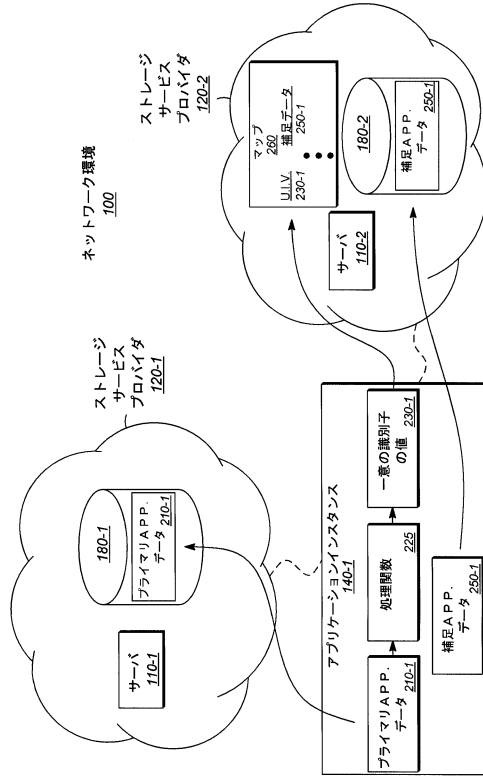 ネットワーク環境
100
ストレージ
サービス
プロバイダ
120-1
180-1
プライマリAPP.
データ 210-1
サーバ
110-1
ストレージ
サービス
プロバイダ
120-2
マップ
260
U.I.V.
230-1
補足データ
250-1
サーバ
110-2
180-2
補足APP.
データ 250-1
アプリケーションインスタンス
140-1
プライマリAPP.
データ 210-1
処理関数
225
一意の識別子
の値 230-1
補足APP.
データ 250-1